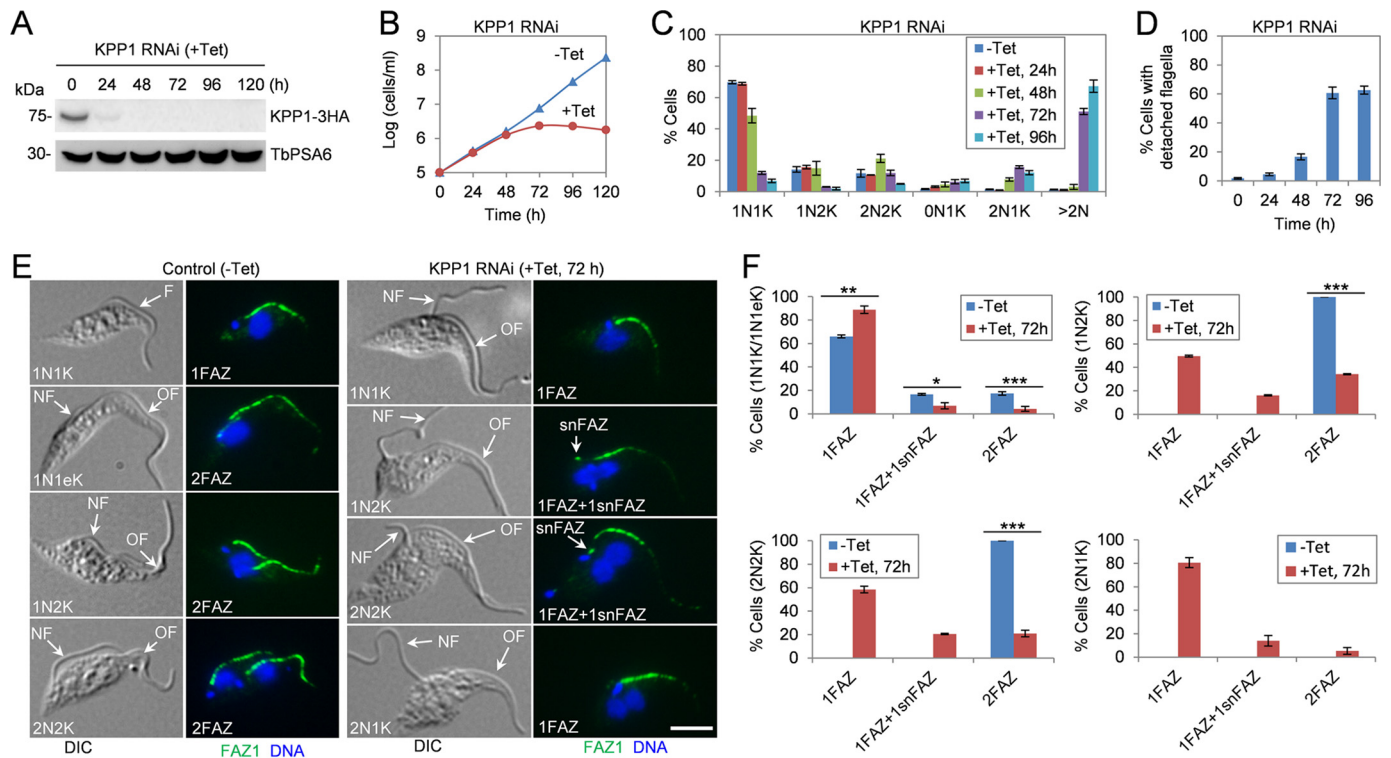 A
KPP1 RNAi (+Tet)
0 24 48 72 96 120 (h)
kDa
75- KPP1-3HA
30- TbPSA6
B
KPP1 RNAi
Log (cells/ml)
9
8
7
6
5
-Tet
+Tet
0 24 48 72 96 120
Time (h)
C
KPP1 RNAi
% Cells
100
80
60
40
20
0
-Tet
+Tet, 24h
+Tet, 48h
+Tet, 72h
+Tet, 96h
1N1K 1N2K 2N2K 0N1K 2N1K >2N
D
KPP1 RNAi
% Cells with
detached flagella
100
80
60
40
20
0
0 24 48 72 96
Time (h)
E
Control (-Tet)
F
1N1K
1FAZ
NF OF
1N1eK
2FAZ
NF
OF
1N2K
2FAZ
NF OF
2N2K
2FAZ
DIC
FAZ1 DNA
KPP1 RNAi (+Tet, 72 h)
NF
OF
1N1K
1FAZ
NF
OF
1N2K
snFAZ
1FAZ+1snFAZ
NF
OF
2N2K
snFAZ
1FAZ+1snFAZ
NF
OF
2N1K
1FAZ
DIC
FAZ1 DNA
F
% Cells (1N1K/1N1eK)
100
80
60
40
20
0
**
*
***
-Tet
+Tet, 72h
1FAZ
1FAZ+1snFAZ
2FAZ
% Cells (1N2K)
100
80
60
40
20
0
-Tet
+Tet, 72h
***
1FAZ
1FAZ+1snFAZ
2FAZ
% Cells (2N2K)
100
80
60
40
20
0
-Tet
+Tet, 72h
***
1FAZ
1FAZ+1snFAZ
2FAZ
% Cells (2N1K)
100
80
60
40
20
0
-Tet
+Tet, 72h
1FAZ
1FAZ+1snFAZ
2FAZ